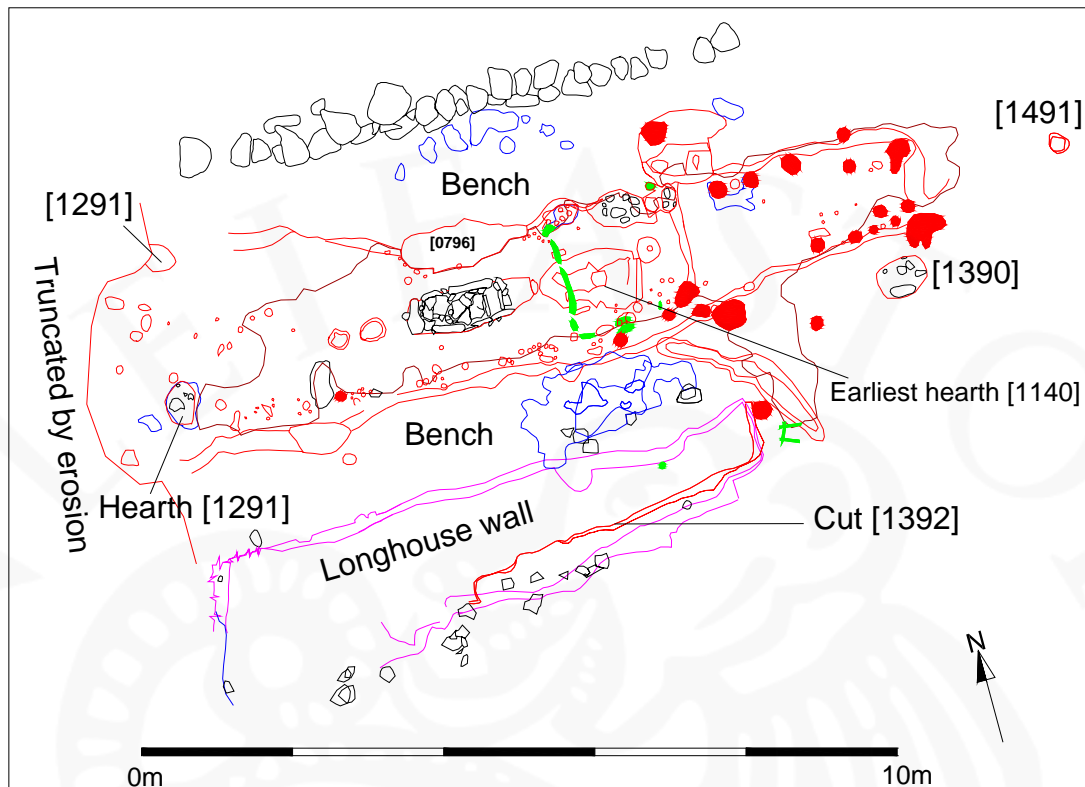 [1491]
Bench
[1291]
[0796]
[1390]
Truncated by erosion
Earliest hearth [1140]
Bench
Hearth [1291]
Longhouse wall
Cut [1392]
N
0m
10m